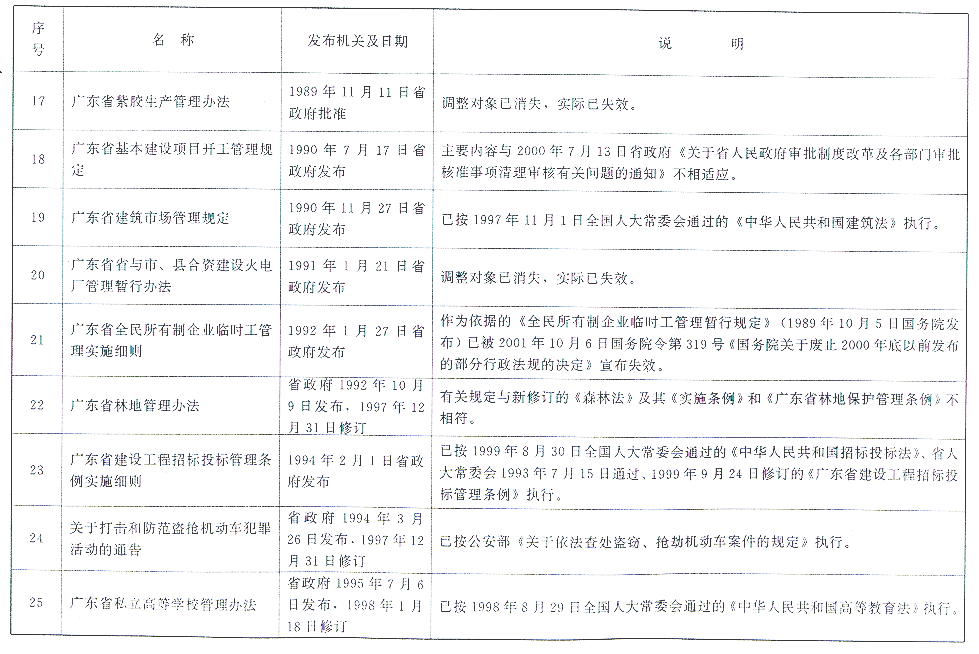 序号 名 称 发布机关及日期 说 明
17 广东省紫胶生产管理办法 1989年11月11日省政府批准 调整对象已消失,实际已失效。
18 广东省基本建设项目开工管理规定 1990年7月17日省政府发布 主要内容与2000年7月13日省政府《关于省人民政府审批制度改革及各部门审批核准事项清理审核有关问题的通知》不相适应。
19 广东省建筑市场管理规定 1990年11月27日省政府发布 已按1997年11月1日全国人大常委会通过的《中华人民共和国建筑法》执行。
20 广东省省与市、县合资建设火电厂管理暂行办法 1991年1月21日省政府发布 调整对象已消失,实际已失效。
21 广东省全民所有制企业临时工管理实施细则 1992年1月27日省政府发布 作为依据的《全民所有制企业临时工管理暂行规定》(1989年10月5日国务院发布)已被2001年10月6日国务院令第319号《国务院关于废止2000年底以前发布的部分行政法规的决定》宣布失效。
22 广东省林地管理办法 省政府1992年10月9日发布,1997年12月31日修订 有关规定与新修订的《森林法》及其《实施条例》和《广东省林地保护管理条例》不相符。
23 广东省建设工程招标投标管理条例实施细则 1994年2月1日省政府发布 已按1999年8月30日全国人大常委会通过的《中华人民共和国招标投标法》、省人大常委会1993年7月15日通过、1999年9月24日修订的《广东省建设工程招标投标管理条例》执行。
24 关于打击和防范盗抢机动车犯罪活动的通告 省政府1994年3月26日发布,1997年12月31日修订 已按公安部《关于依法查处盗窃、抢劫机动车案件的规定》执行。
25 广东省私立高等学校管理办法 省政府1995年7月6日发布,1998年1月18日修订 已按1998年8月29日全国人大常委会通过的《中华人民共和国高等教育法》执行。